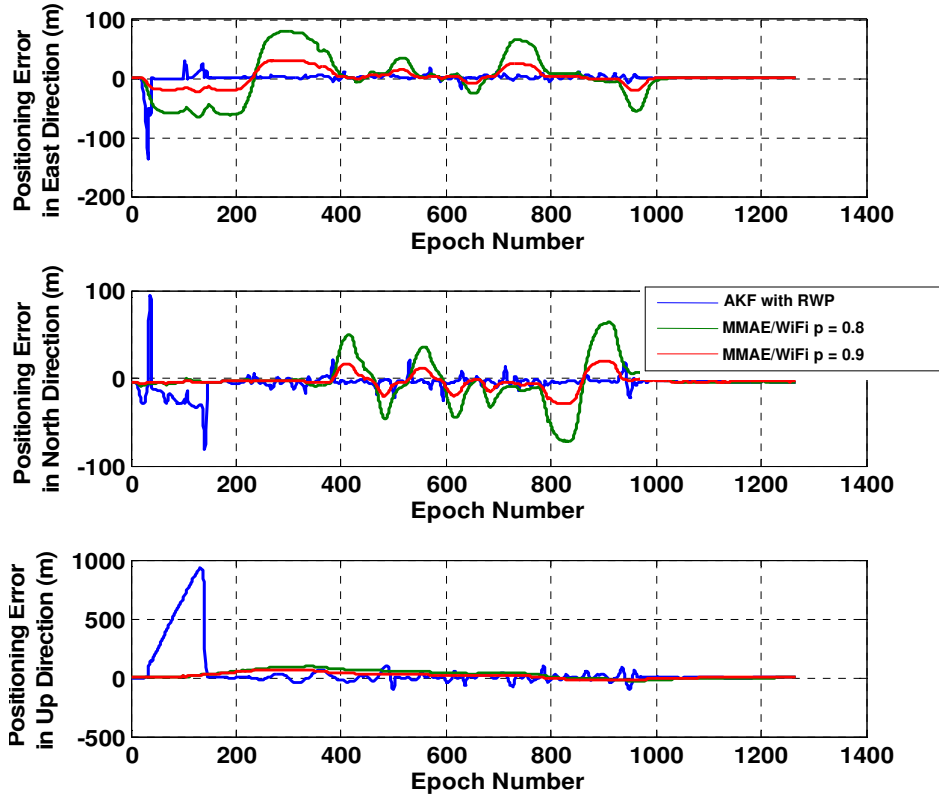 Positioning Error
in East Direction (m)
100
0
-100
-200
0 200 400 600 800 1000 1200 1400
Epoch Number
Positioning Error
in North Direction (m)
100
0
-100
AKF with RWP
MMAE/WiFi p = 0.8
MMAE/WiFi p = 0.9
0 200 400 600 800 1000 1200 1400
Epoch Number
Positioning Error
in Up Direction (m)
1000
500
0
-500
0 200 400 600 800 1000 1200 1400
Epoch Number